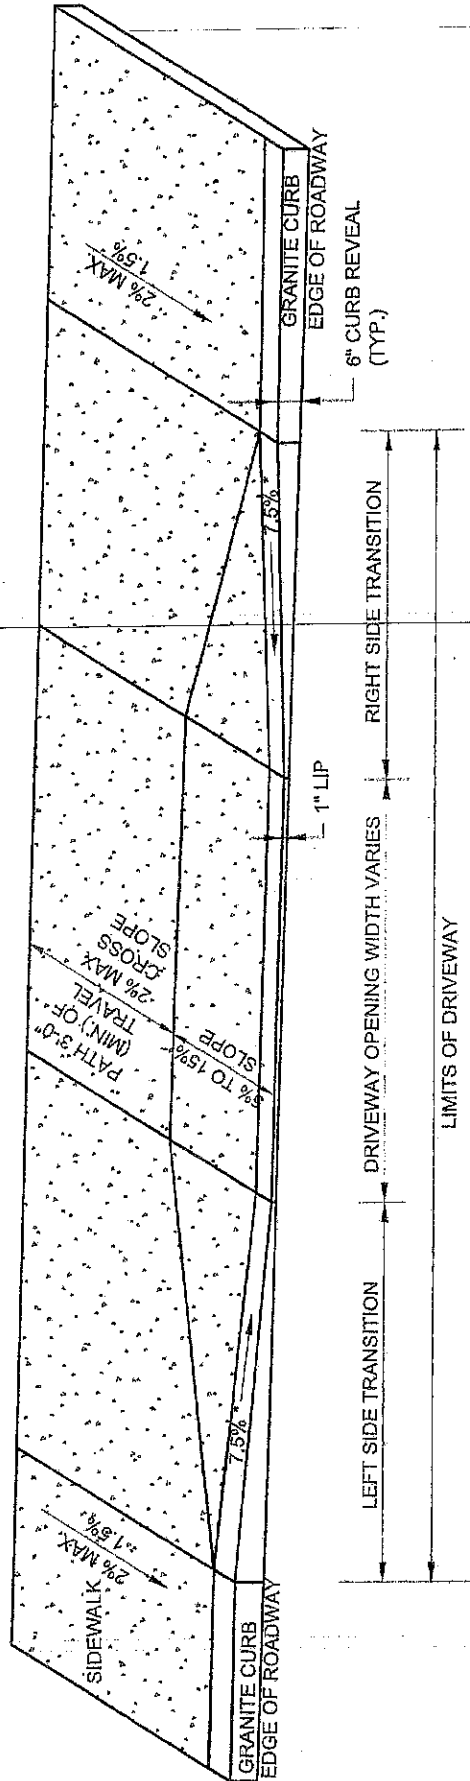 SIDEWALK
2% MAX.
1.5%
GRANITE CURB
EDGE OF ROADWAY
7.5% *
PATH 3'-0"
(MIN.) OF
TRAVEL
2% MAX
CROSS
SLOPE
TO 15%
SLOPE
2% MAX.
1.5%
7.5% *
GRANITE CURB
EDGE OF ROADWAY
6" CURB REVEAL
(TYP.)
1" LIP
LEFT SIDE TRANSITION
DRIVEWAY OPENING WIDTH VARIES
RIGHT SIDE TRANSITION
LIMITS OF DRIVEWAY